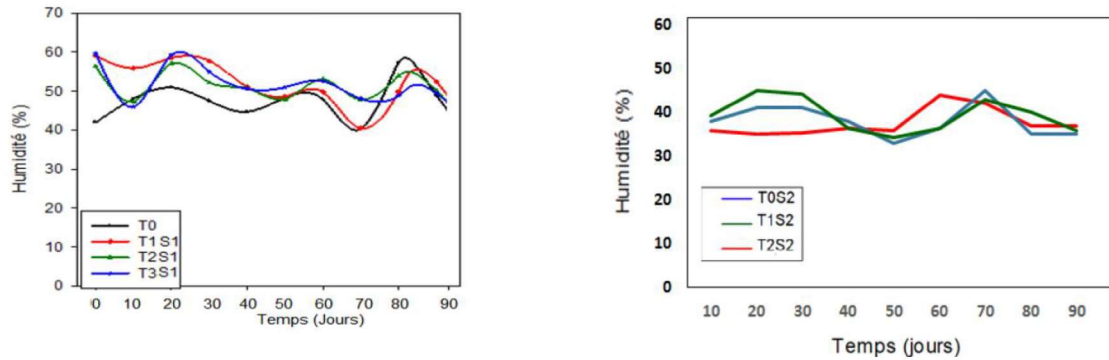 70
60
50
40
30
20
10
0
Humidité (%)
T0
T1S1
T2S1
T3S1
0 10 20 30 40 50 60 70 80 90
Temps (Jours)
60
50
40
30
20
10
0
Humidité (%)
T0S2
T1S2
T2S2
10 20 30 40 50 60 70 80 90
Temps (jours)